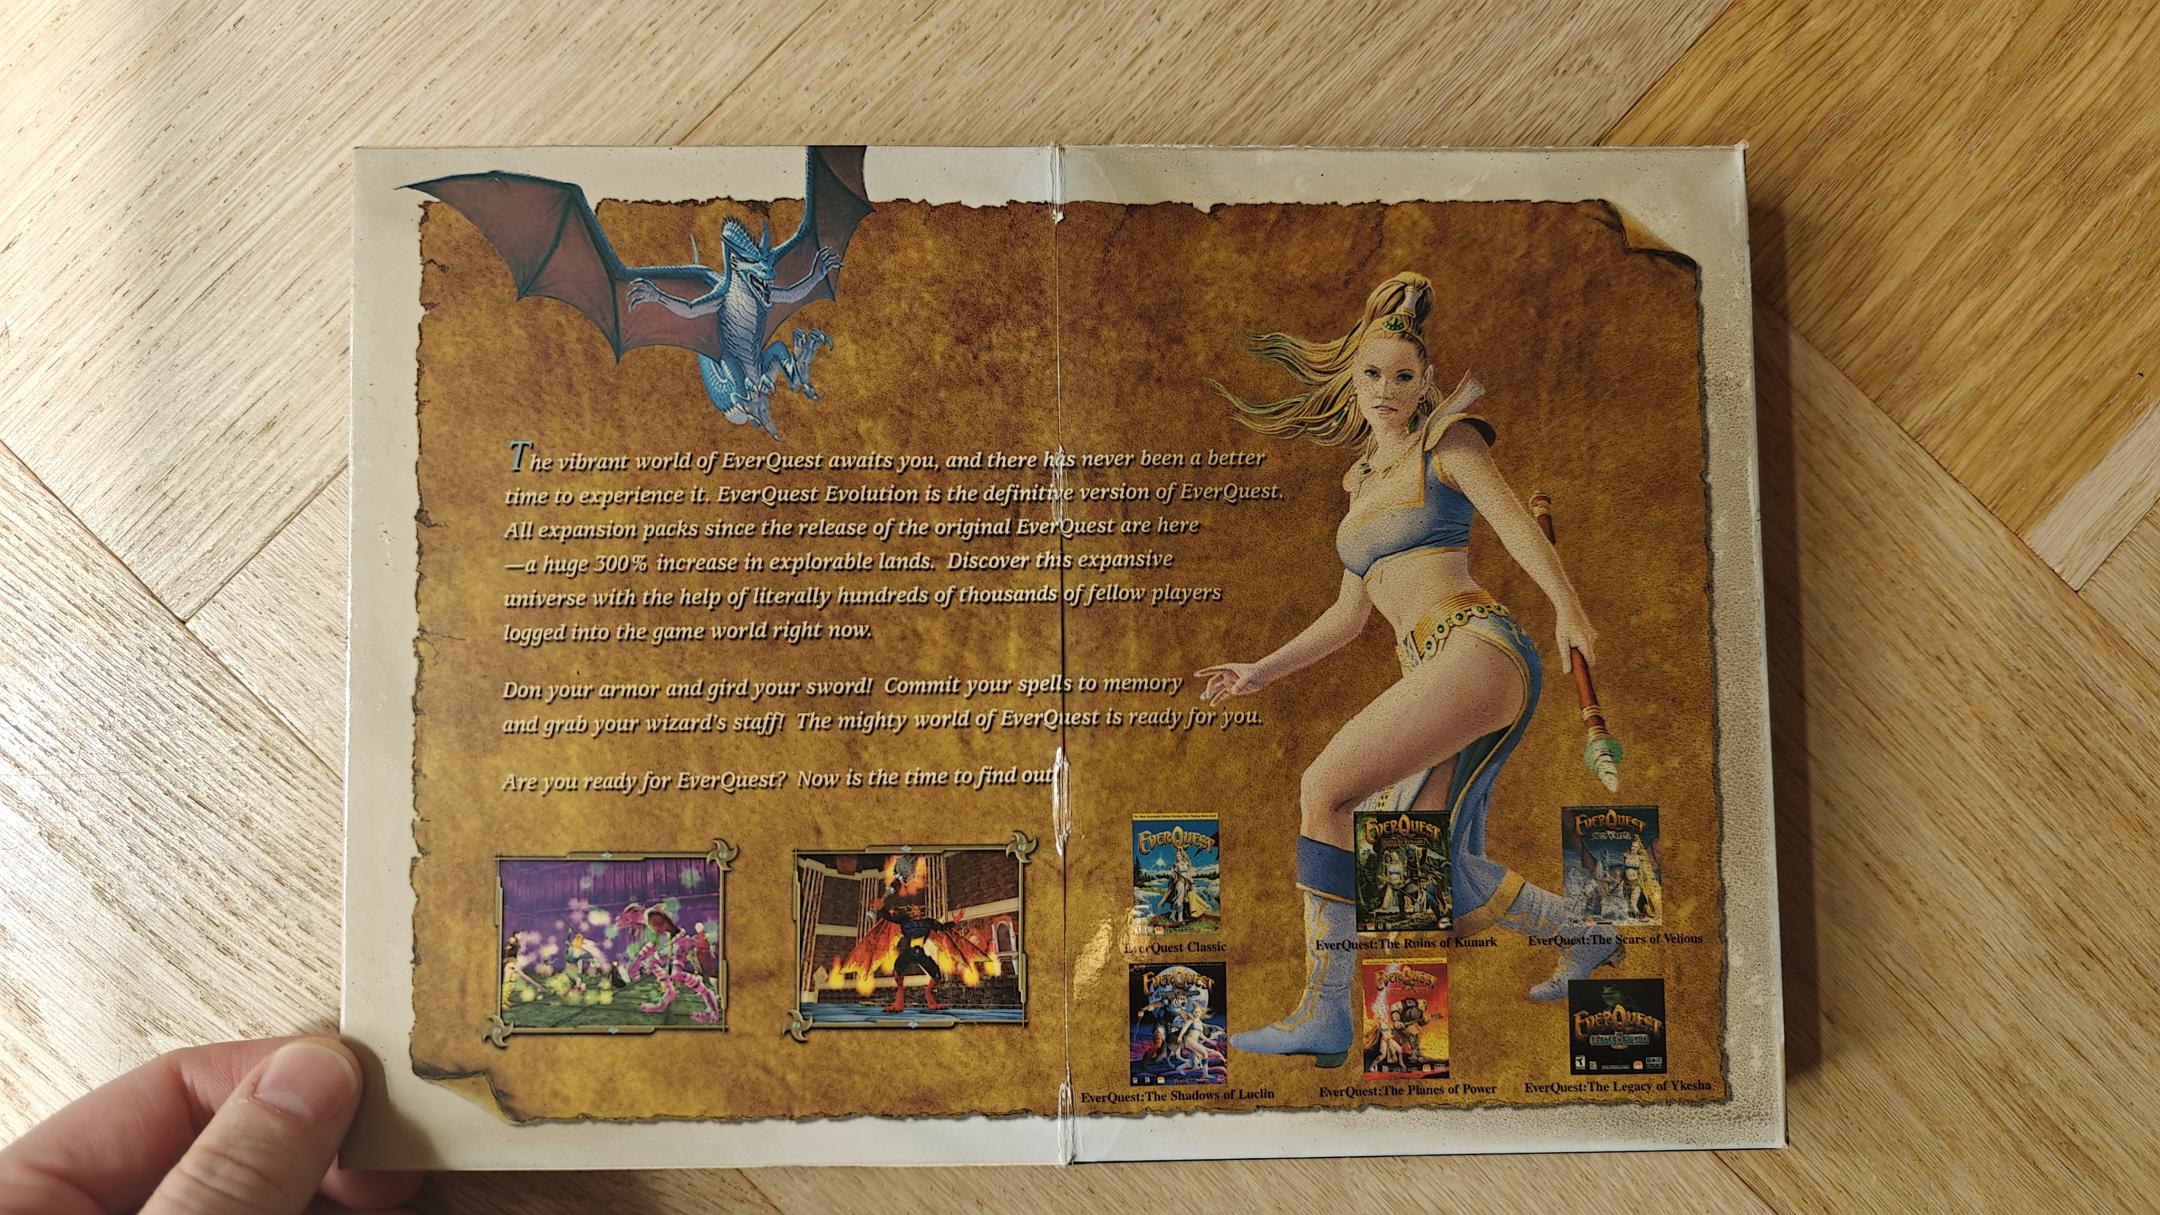 The vibrant world of EverQuest awaits you, and there has never been a better
time to experience it. EverQuest Evolution is the definitive version of EverQuest.
All expansion packs since the release of the original EverQuest are here
—a huge 300% increase in explorable lands. Discover this expansive
universe with the help of literally hundreds of thousands of fellow players
logged into the game world right now.
Don your armor and gird your sword! Commit your spells to memory
and grab your wizard's staff! The mighty world of EverQuest is ready for you.
Are you ready for EverQuest? Now is the time to find out!
EverQuest
EverQuest
EverQuest
EverQuest Classic
EverQuest:The Ruins of Kunark
EverQuest:The Scars of Velious
EverQuest
EverQuest
EverQuest
EverQuest:The Shadows of Luclin
EverQuest:The Planes of Power
EverQuest:The Legacy of Ykesha